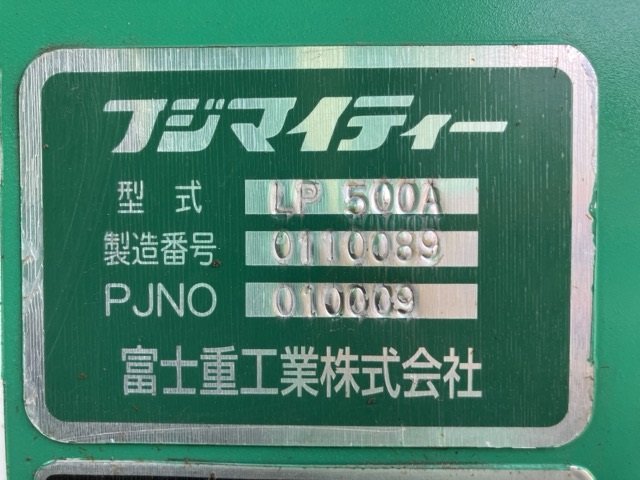 フジマイティー
型式 LP 500A
製造番号 0110089
PJNO 010009
富士重工業株式会社